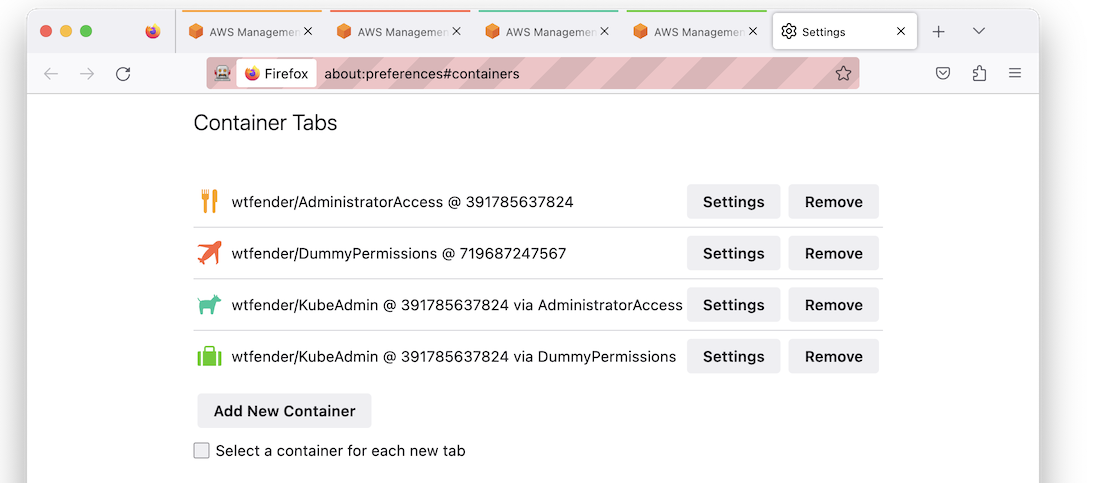 AWS Managemen
AWS Managemen
AWS Managemen
AWS Managemen
Settings
Firefox
about:preferences#containers
Container Tabs
wtfender/AdministratorAccess @ 391785637824 Settings Remove
wtfender/DummyPermissions @ 719687247567 Settings Remove
wtfender/KubeAdmin @ 391785637824 via AdministratorAccess Settings Remove
wtfender/KubeAdmin @ 391785637824 via DummyPermissions Settings Remove
Add New Container
Select a container for each new tab